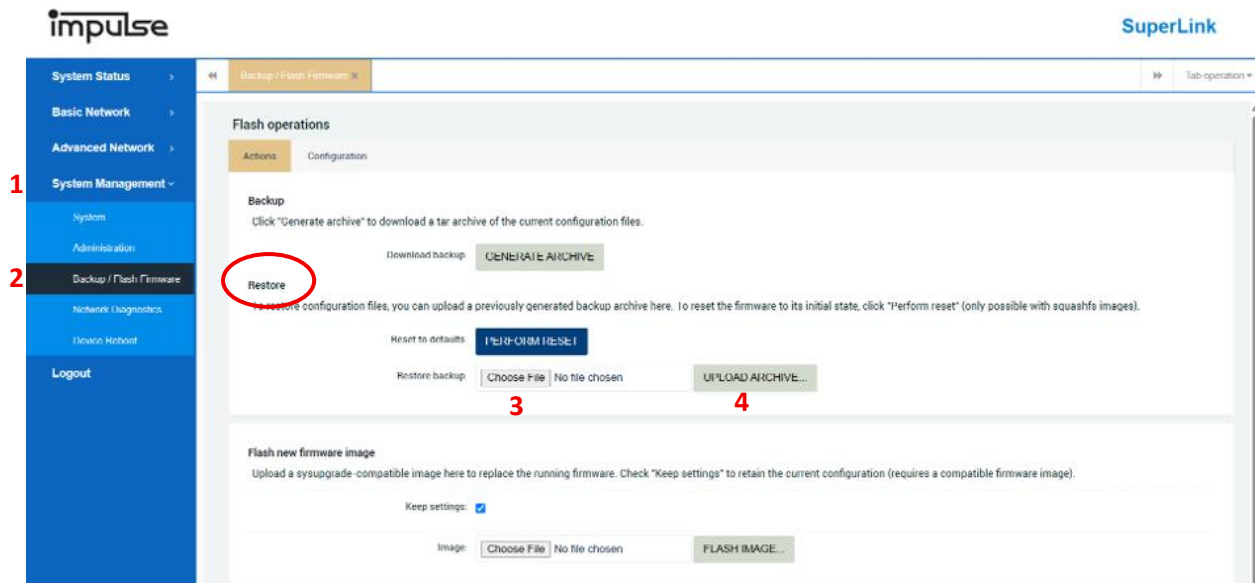 impulse
SuperLink
System Status
Backup / Flash Firmware
Tab operation
Basic Network
Flash operations
Advanced Network
Actions Configuration
1 System Management
Backup
Click "Generate archive" to download a tar archive of the current configuration files.
System
Administration
Download backup GENERATE ARCHIVE
2 Backup / Flash Firmware
Restore
To restore configuration files, you can upload a previously generated backup archive here. To reset the firmware to its initial state, click "Perform reset" (only possible with squashfs images).
Network Diagnostics
Device Reboot
Reset to defaults PERFORM RESET
Logout
Restore backup Choose File No file chosen UPLOAD ARCHIVE...
3 4
Flash new firmware image
Upload a sysupgrade-compatible image here to replace the running firmware. Check "Keep settings" to retain the current configuration (requires a compatible firmware image).
Keep settings:
Image: Choose File No file chosen FLASH IMAGE...